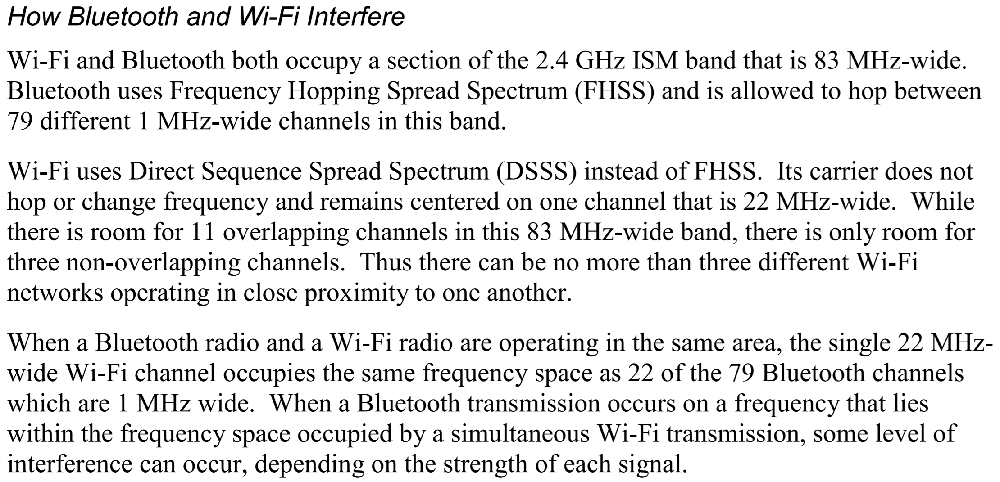 How Bluetooth and Wi-Fi Interfere
Wi-Fi and Bluetooth both occupy a section of the 2.4 GHz ISM band that is 83 MHz-wide.
Bluetooth uses Frequency Hopping Spread Spectrum (FHSS) and is allowed to hop between
79 different 1 MHz-wide channels in this band.
Wi-Fi uses Direct Sequence Spread Spectrum (DSSS) instead of FHSS.  Its carrier does not
hop or change frequency and remains centered on one channel that is 22 MHz-wide.  While
there is room for 11 overlapping channels in this 83 MHz-wide band, there is only room for
three non-overlapping channels.  Thus there can be no more than three different Wi-Fi
networks operating in close proximity to one another.
When a Bluetooth radio and a Wi-Fi radio are operating in the same area, the single 22 MHz-
wide Wi-Fi channel occupies the same frequency space as 22 of the 79 Bluetooth channels
which are 1 MHz wide.  When a Bluetooth transmission occurs on a frequency that lies
within the frequency space occupied by a simultaneous Wi-Fi transmission, some level of
interference can occur, depending on the strength of each signal.